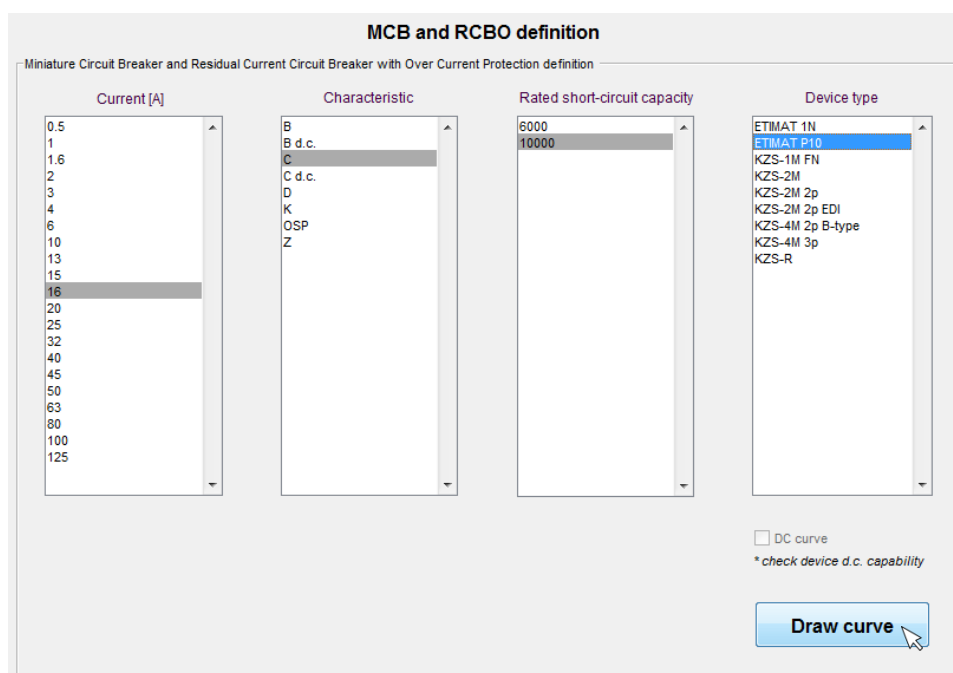 MCB and RCBO definition
Miniature Circuit Breaker and Residual Current Circuit Breaker with Over Current Protection definition
Current [A]
0.5
1
1.6
2
3
4
6
10
13
15
16
20
25
32
40
45
50
63
80
100
125
Characteristic
B
B d.c.
C
C d.c.
D
K
OSP
Z
Rated short-circuit capacity
6000
10000
Device type
ETIMAT 1N
ETIMAT P10
KZS-1M FN
KZS-2M
KZS-2M 2p
KZS-2M 2p EDI
KZS-4M 2p B-type
KZS-4M 3p
KZS-R
DC curve
* check device d.c. capability
Draw curve